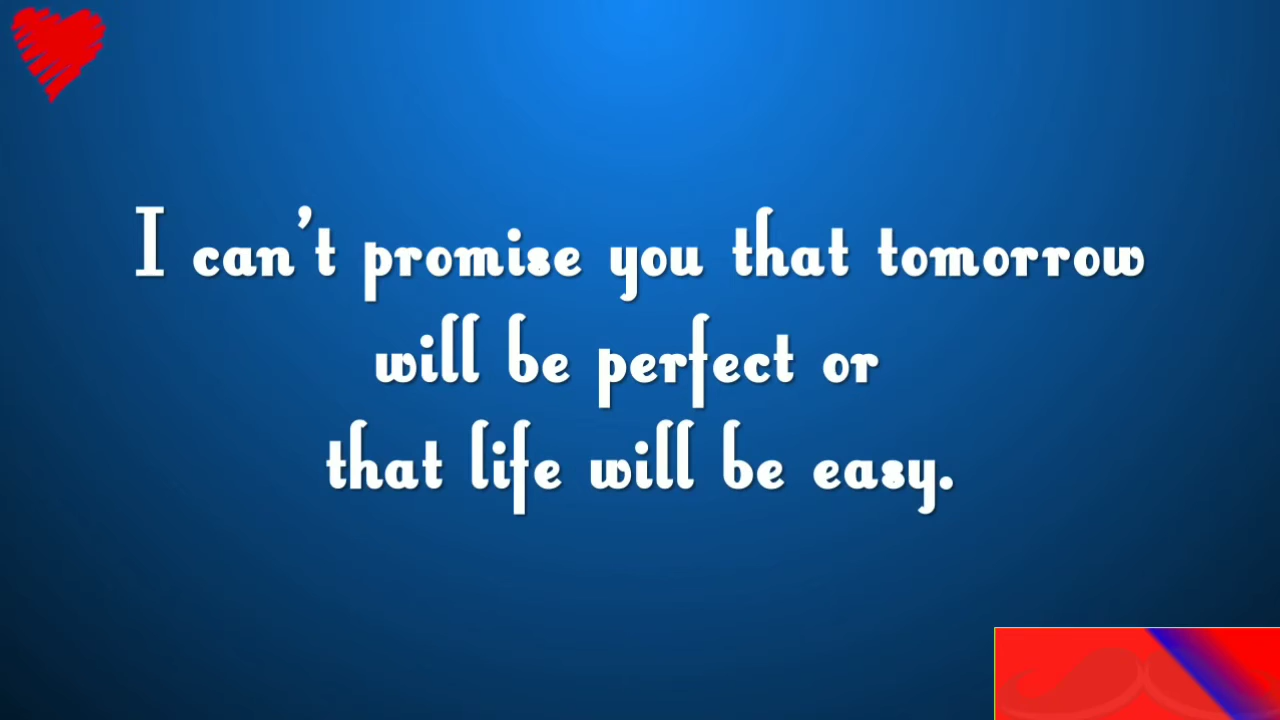 I can't promise you that tomorrow
will be perfect or
that life will be easy.